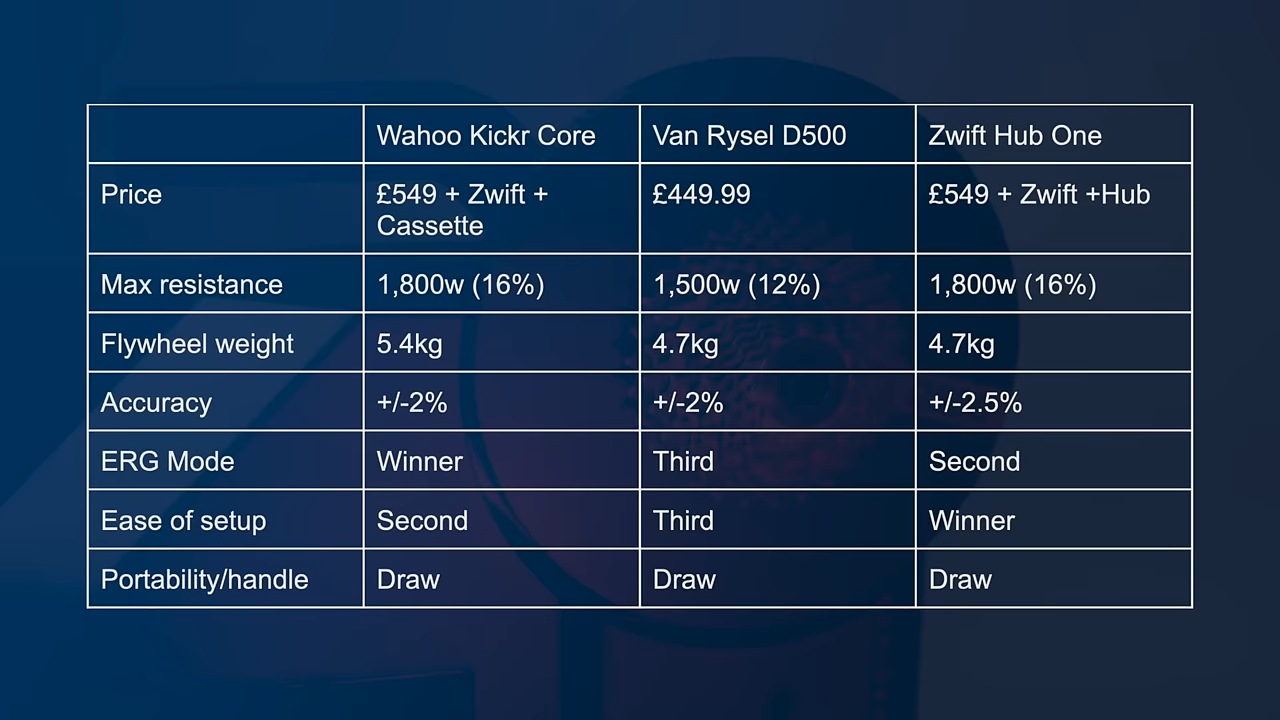 Wahoo Kickr Core
Van Rysel D500
Zwift Hub One
Price
£549 + Zwift +
Cassette
£449.99
£549 + Zwift +Hub
Max resistance
1,800w (16%)
1,500w (12%)
1,800w (16%)
Flywheel weight
5.4kg
4.7kg
4.7kg
Accuracy
+/-2%
+/-2%
+/-2.5%
ERG Mode
Winner
Third
Second
Ease of setup
Second
Third
Winner
Portability/handle
Draw
Draw
Draw